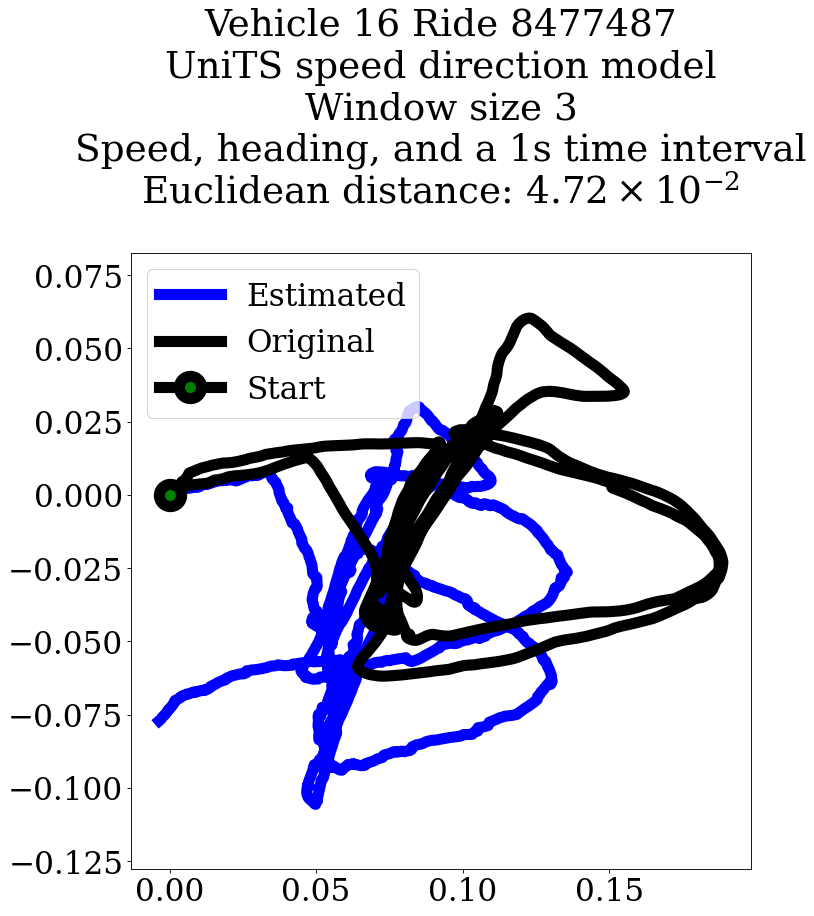 Vehicle 16 Ride 8477487
UniTS speed direction model
Window size 3
Speed, heading, and a 1s time interval
Euclidean distance: 4.72 × 10⁻²
0.075
0.050
0.025
0.000
−0.025
−0.050
−0.075
−0.100
−0.125
Estimated
Original
Start
0.00 0.05 0.10 0.15